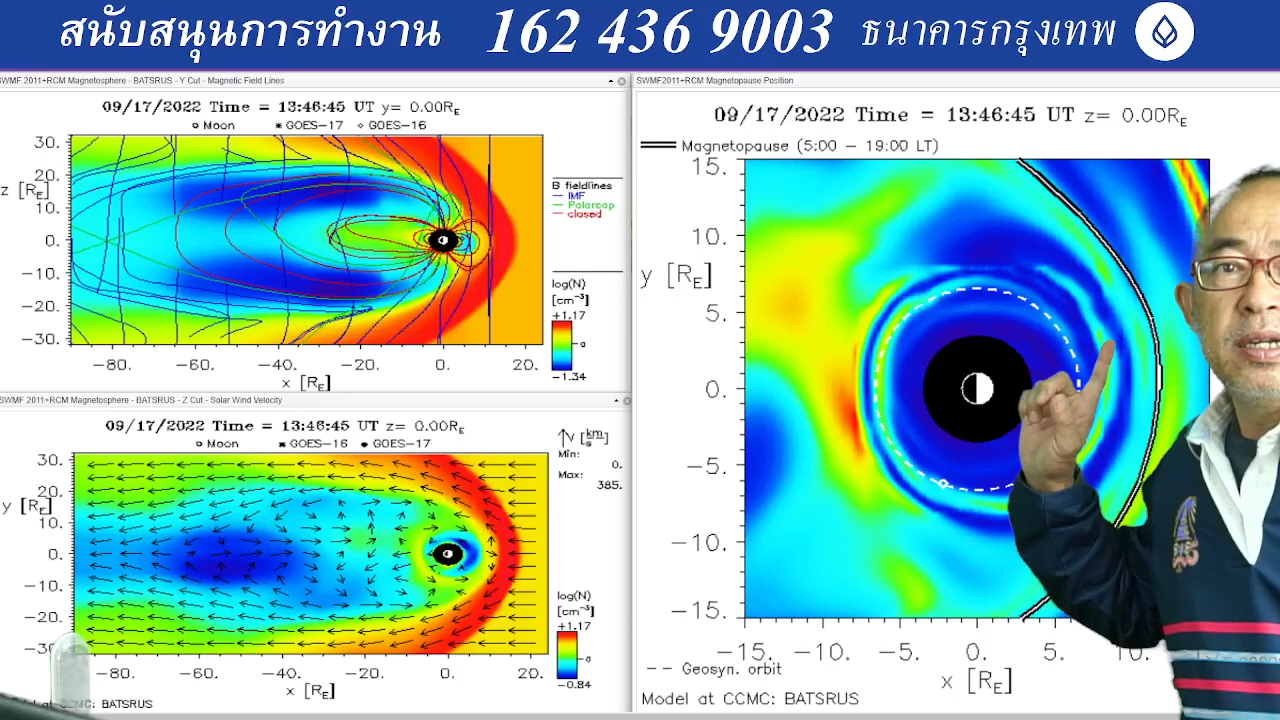 สนับสนุนการทำงาน 162 436 9003 ธนาคารกรุงเทพ
SWMF 2011+RCM Magnetosphere - BATSRUS - Y Cut - Magnetic Field Lines
09/17/2022 Time = 13:46:45 UT y= 0.00RE
Moon GOES-17 GOES-16
30.
20.
10.
0.
-10.
-20.
-30.
z [RE]
-80. -60. -40. -20. 0. 20.
x [RE]
B fieldlines
IMF
Polarcap
closed
log(N)
[cm-3]
+1.17
-1.34
SWMF 2011+RCM Magnetosphere - BATSRUS - Z Cut - Solar Wind Velocity
09/17/2022 Time = 13:46:45 UT z= 0.00RE
Moon GOES-16 GOES-17
30.
20.
10.
0.
-10.
-20.
y [RE]
-80. -60. -40. -20. 0. 20.
x [RE]
V [km/s]
Min:
0.
Max:
385.
log(N)
[cm-3]
+1.17
-0.84
BATSRUS
SWMF2011+RCM Magnetopause Position
09/17/2022 Time = 13:46:45 UT z= 0.00RE
Magnetopause (5:00 - 19:00 LT)
15.
10.
5.
0.
-5.
-10.
-15.
y [RE]
-15. -10. -5. 0. 5. 10.
x [RE]
Geosyn. orbit
Model at CCMC: BATSRUS